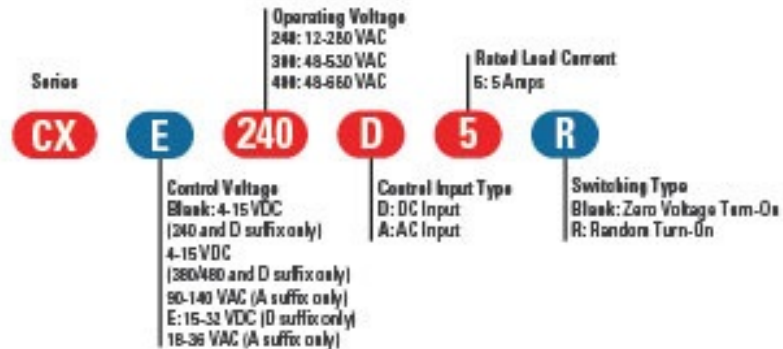 Operating Voltage
240: 12-280 VAC
380: 48-530 VAC
480: 48-660 VAC
Rated Load Current
5: 5 Amps
Series
CX E 240 D 5 R
Control Voltage
Blank: 4-15 VDC
(240 and D suffix only)
4-15 VDC
(380/480 and D suffix only)
90-140 VAC (A suffix only)
E: 15-32 VDC (D suffix only)
18-36 VAC (A suffix only)
Control Input Type
D: DC Input
A: AC Input
Switching Type
Blank: Zero Voltage Turn-On
R: Random Turn-On